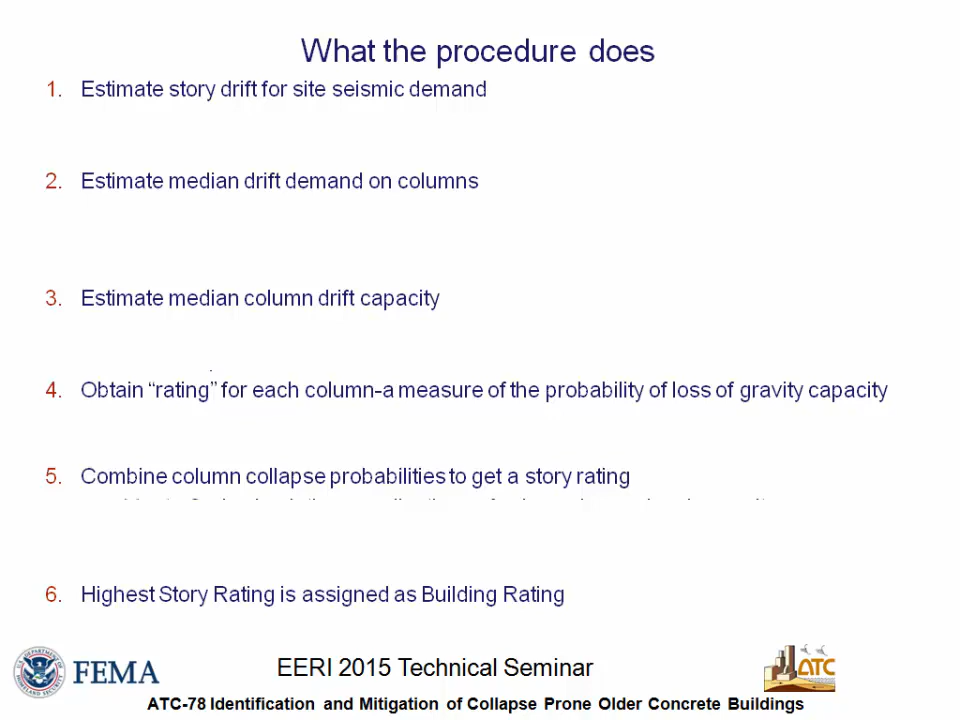 What the procedure does
1. Estimate story drift for site seismic demand
2. Estimate median drift demand on columns
3. Estimate median column drift capacity
4. Obtain “rating” for each column-a measure of the probability of loss of gravity capacity
5. Combine column collapse probabilities to get a story rating
6. Highest Story Rating is assigned as Building Rating
FEMA
EERI 2015 Technical Seminar
ATC
ATC-78 Identification and Mitigation of Collapse Prone Older Concrete Buildings